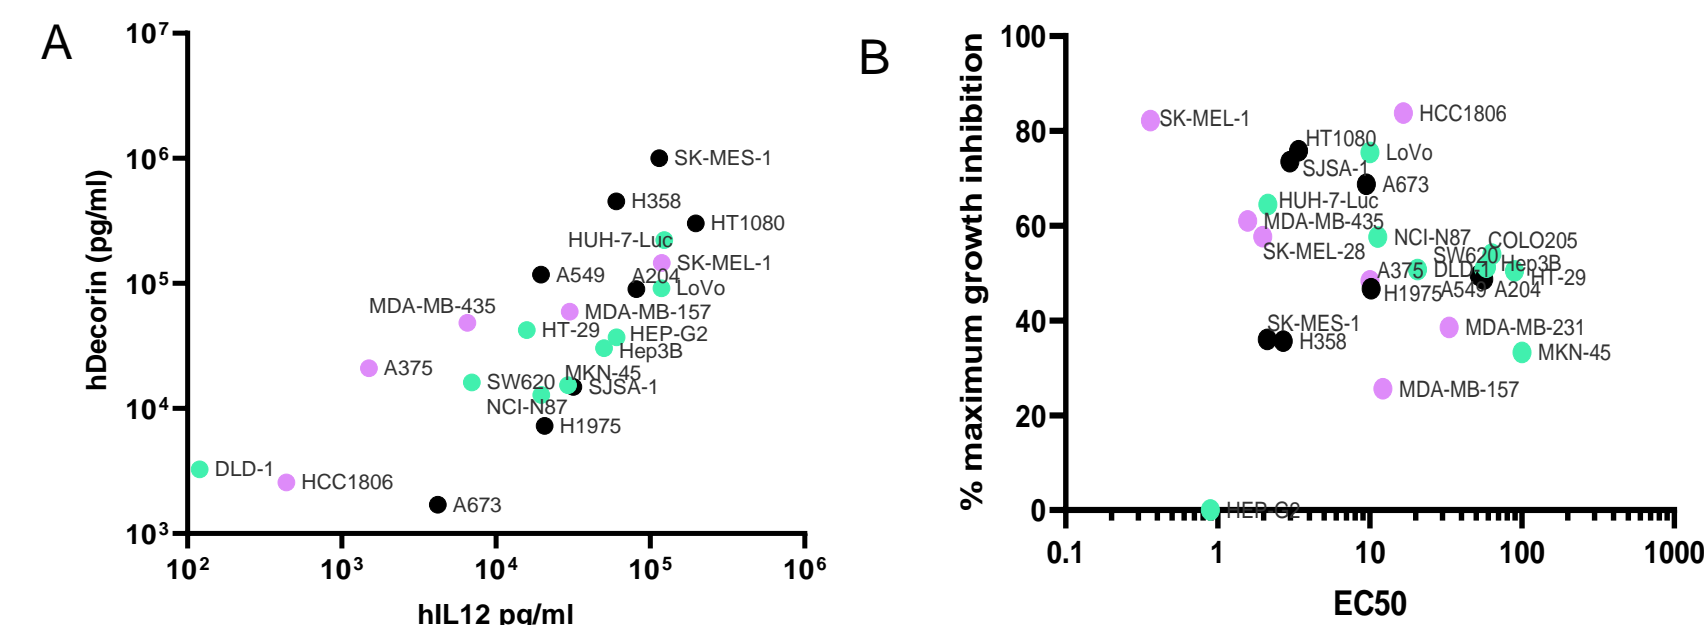 A
hDecorin (pg/ml)
10⁷
10⁶
10⁵
10⁴
10³
SK-MES-1
H358
HT1080
HUH-7-Luc
SK-MEL-1
A549
A204
LoVo
MDA-MB-435
MDA-MB-157
HT-29
HEP-G2
Hep3B
A375
MKN-45
SW620
SJSA-1
NCI-N87
H1975
DLD-1
HCC1806
A673
10² 10³ 10⁴ 10⁵ 10⁶
hIL12 pg/ml
B
% maximum growth inhibition
100
80
60
40
20
0
SK-MEL-1
HCC1806
HT1080
LoVo
SJSA-1
A673
HUH-7-Luc
MDA-MB-435
NCI-N87
COLO205
SK-MEL-28
SW620
Hep3B
A375
DLD-1
HT-29
H1975
A549
A204
SK-MES-1
MDA-MB-231
H358
MKN-45
MDA-MB-157
HEP-G2
0.1 1 10 100 1000
EC50